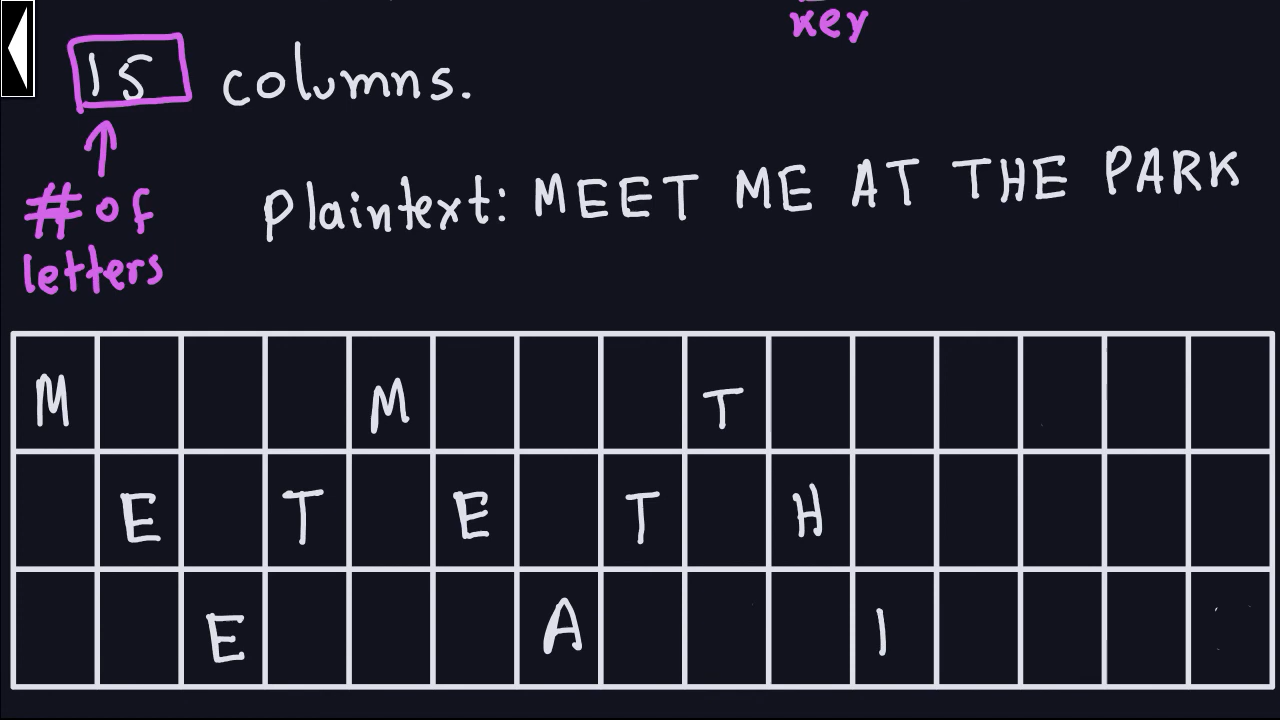 key
15 columns.
# of
letters
Plaintext: MEET ME AT THE PARK
M M T
E T E T H
E A I